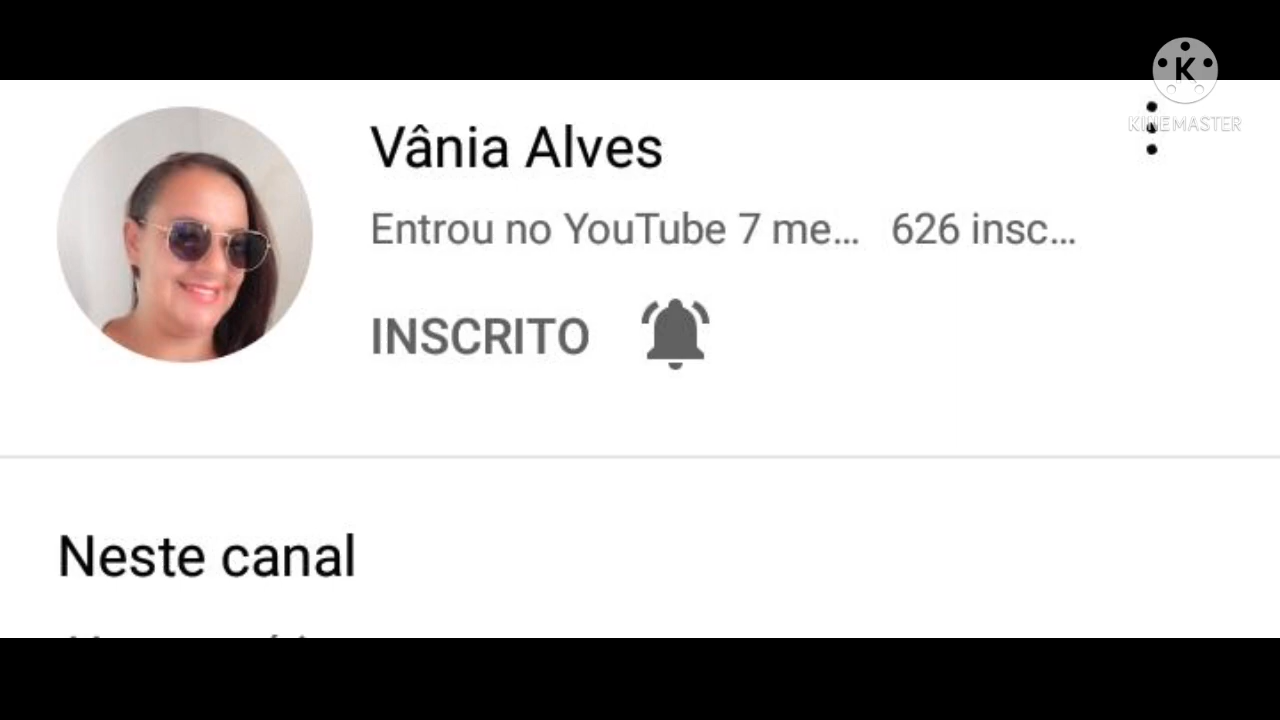 K
KINEMASTER
Vânia Alves
Entrou no YouTube 7 me... 626 insc...
INSCRITO
Neste canal